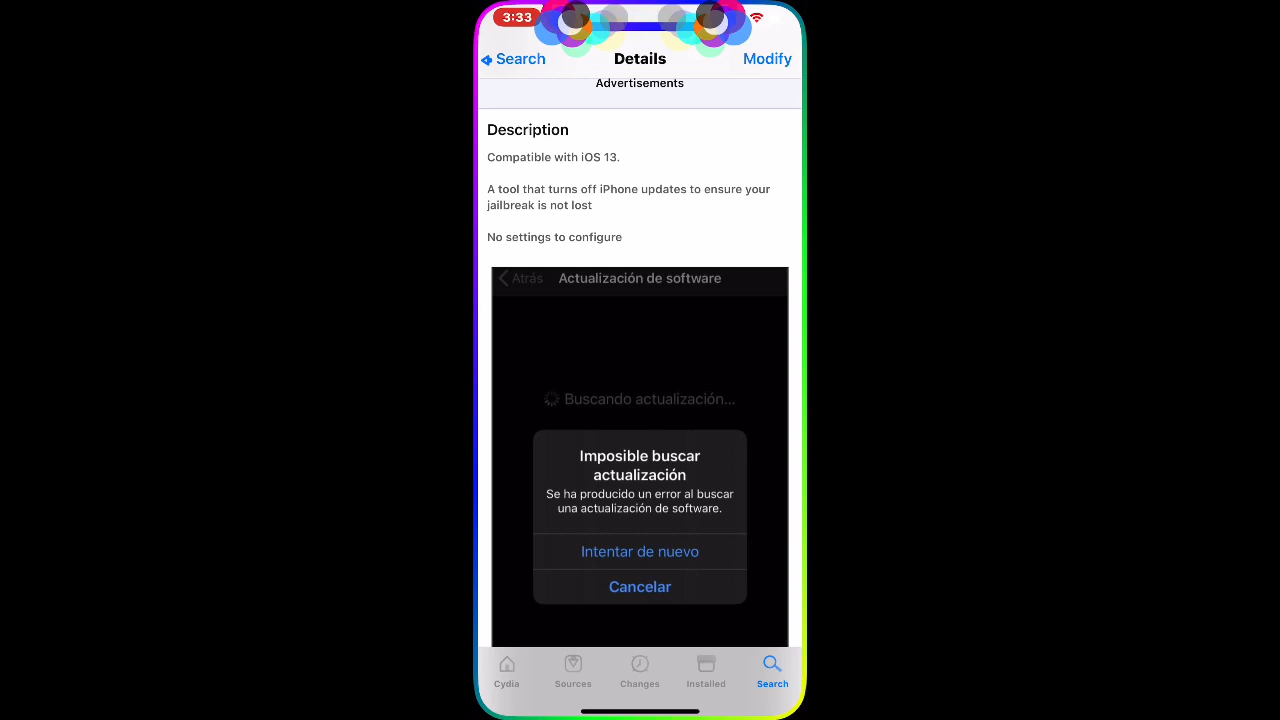 3:33
Search
Details
Modify
Advertisements
Description
Compatible with iOS 13.
A tool that turns off iPhone updates to ensure your
jailbreak is not lost
No settings to configure
Atrás
Actualización de software
Buscando actualización...
Imposible buscar
actualización
Se ha producido un error al buscar
una actualización de software.
Intentar de nuevo
Cancelar
Cydia
Sources
Changes
Installed
Search